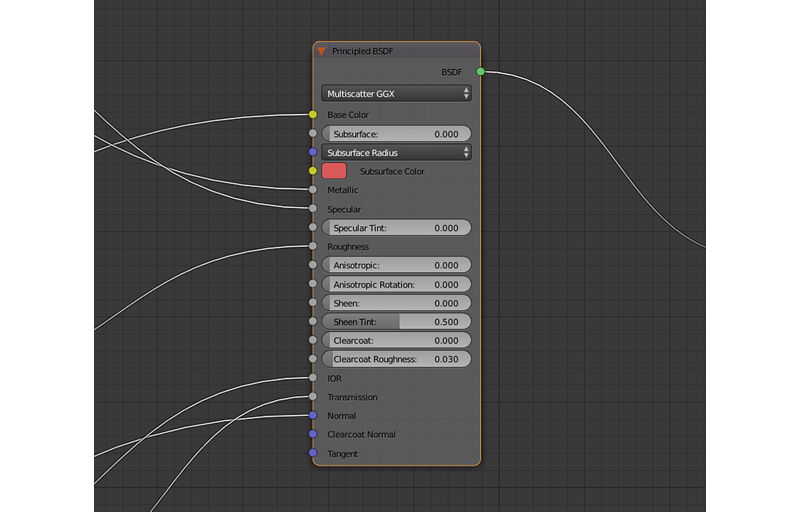 Principled BSDF
BSDF
Multiscatter GGX
Base Color
Subsurface: 0.000
Subsurface Radius
Subsurface Color
Metallic
Specular
Specular Tint: 0.000
Roughness
Anisotropic: 0.000
Anisotropic Rotation: 0.000
Sheen: 0.000
Sheen Tint: 0.500
Clearcoat: 0.000
Clearcoat Roughness: 0.030
IOR
Transmission
Normal
Clearcoat Normal
Tangent